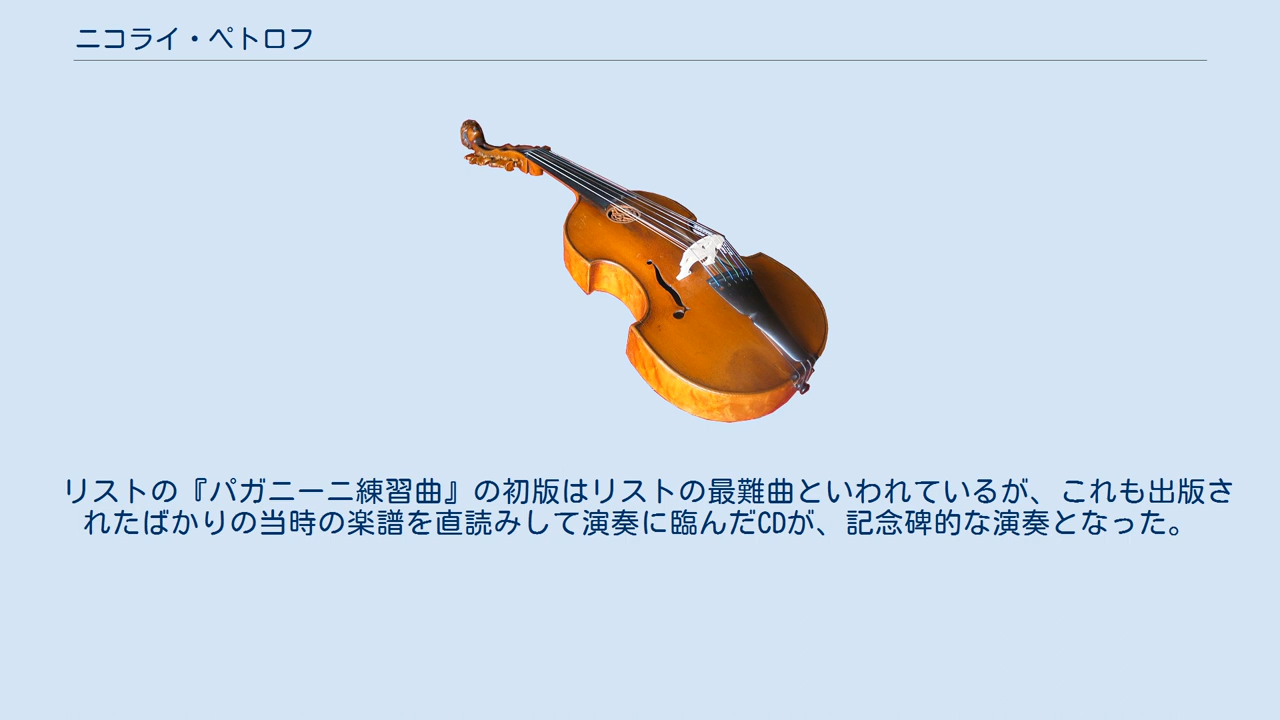 ニコライ・ペトロフ
リストの『パガニーニ練習曲』の初版はリストの最難曲といわれているが、これも出版さ
れたばかりの当時の楽譜を直読みして演奏に臨んだCDが、記念碑的な演奏となった。